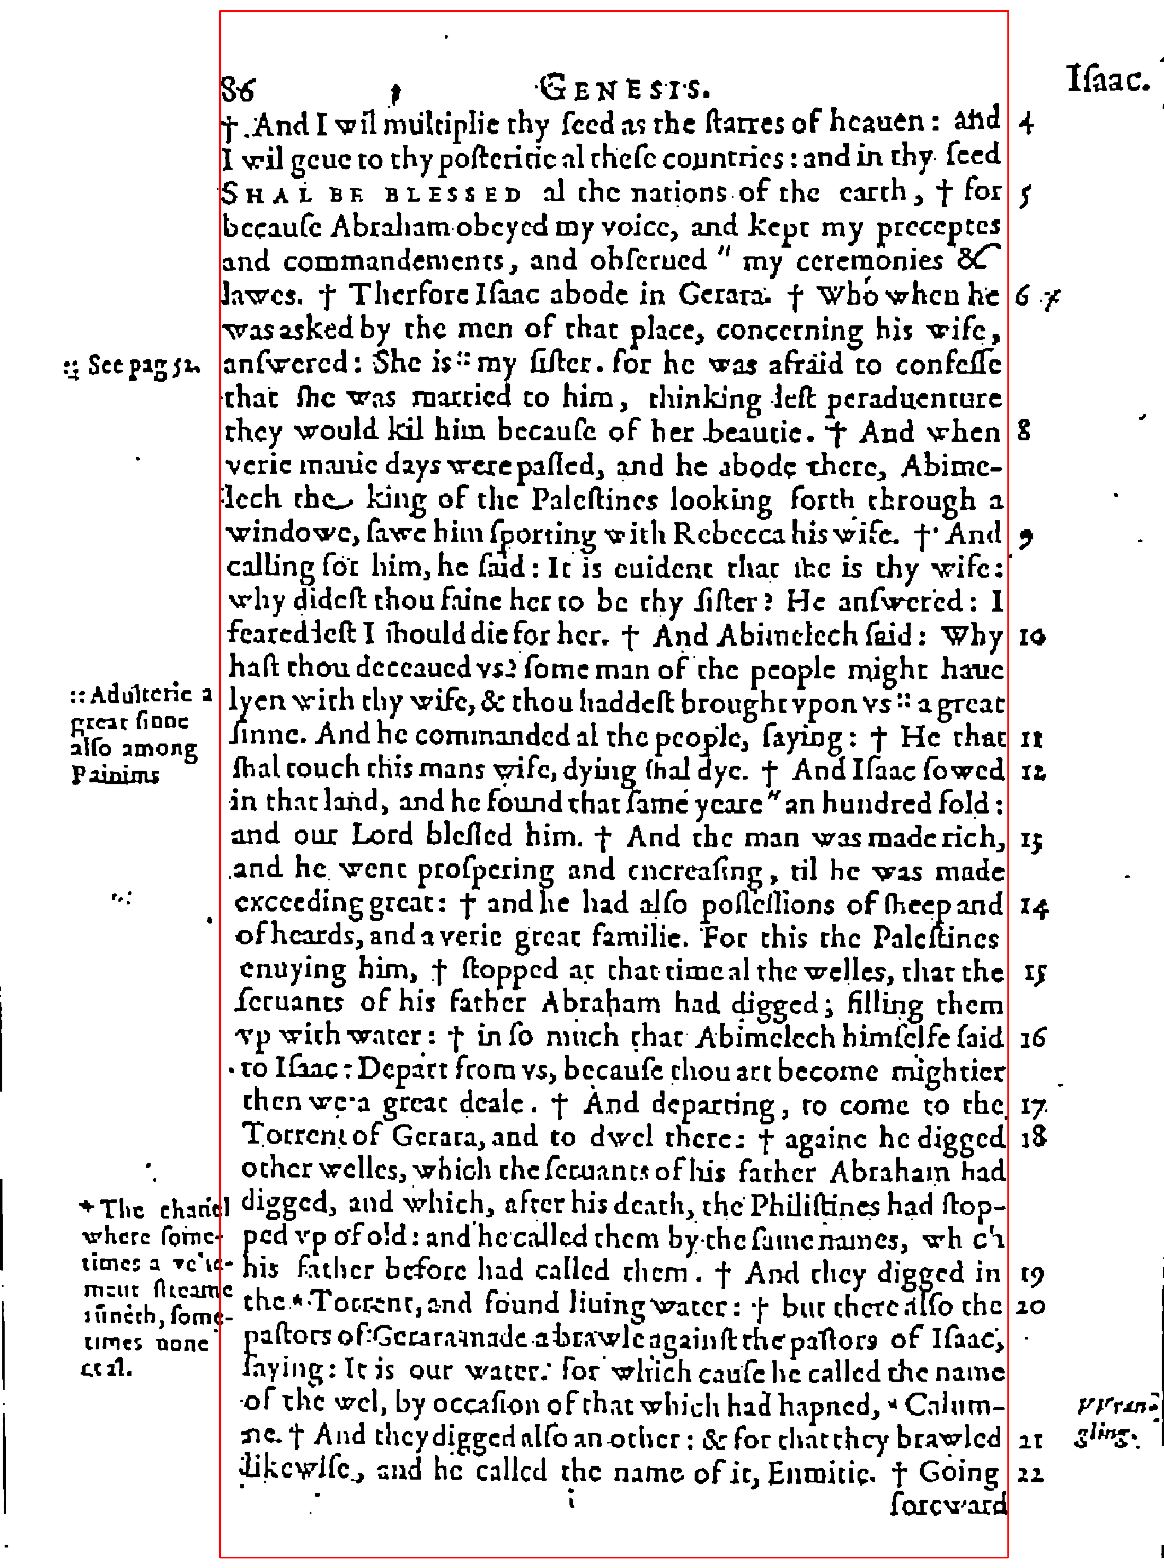 86 GENESIS. Isaac.
†. And I wil multiplie thy ſeed as the ſtarres of heauen: and 4
I wil geue to thy poſteritie al theſe countries: and in thy ſeed
SHAL BE BLESSED al the nations of the earth, † for 5
becauſe Abraham obeyed my voice, and kept my preceptes
and commandements, and obſerued " my ceremonies &
lawes. † Therfore Iſaac abode in Gerara. † Who when he 6 7
was asked by the men of that place, concerning his wife,
:: See pag 52.
anſwered: She is :: my ſiſter. for he was afraid to confeſſe
that ſhe was married to him, thinking leſt peraduenture
they would kil him becauſe of her beautie. † And when 8
verie manie days were paſſed, and he abode there, Abime-
lech the king of the Paleſtines looking forth through a
windowe, ſawe him ſporting with Rebecca his wife. † And 9
calling for him, he ſaid: It is euident that ſhe is thy wife:
why dideſt thou faine her to be thy ſiſter? He anſwered: I
feared leſt I ſhould die for her. † And Abimelech ſaid: Why 10
haſt thou deceaued vs? ſome man of the people might haue
:: Adulterie a
great ſinne
alſo among
Painims
lyen with thy wife, & thou haddeſt brought vpon vs :: a great
ſinne. And he commanded al the people, ſaying: † He that 11
ſhal touch this mans wife, dying ſhal dye. † And Iſaac ſowed 12
in that land, and he found that ſame yeare " an hundred fold:
and our Lord bleſſed him. † And the man was made rich, 13
and he went proſpering and encreaſing, til he was made
exceeding great: † and he had alſo poſſeſſions of ſheep and 14
of heards, and a verie great familie. For this the Paleſtines
enuying him, † ſtopped at that time al the welles, that the 15
ſeruants of his father Abraham had digged; filling them
vp with water: † in ſo much that Abimelech himſelfe ſaid 16
to Iſaac: Depart from vs, becauſe thou art become mightier
then we a great deale. † And departing, to come to the 17
Torrent of Gerara, and to dwel there: † againe he digged 18
other welles, which the ſeruants of his father Abraham had
* The chanel
where ſome-
times a vehe-
ment ſtreame
runneth, ſome-
times none
at al.
digged, and which, after his death, the Philiſtines had ſtop-
ped vp of old: and he called them by the ſame names, which
his father before had called them. † And they digged in 19
the * Torrent, and found liuing water: † but there alſo the 20
paſtors of Gerara made a brawle againſt the paſtors of Iſaac,
ſaying: It is our water. for which cauſe he called the name
of the wel, by occaſion of that which had hapned, * Calum-
VVran-
gling.
nie. † And they digged alſo an other: & for that they brawled 21
likewiſe, and he called the name of it, Enmitie. † Going 22
foreward